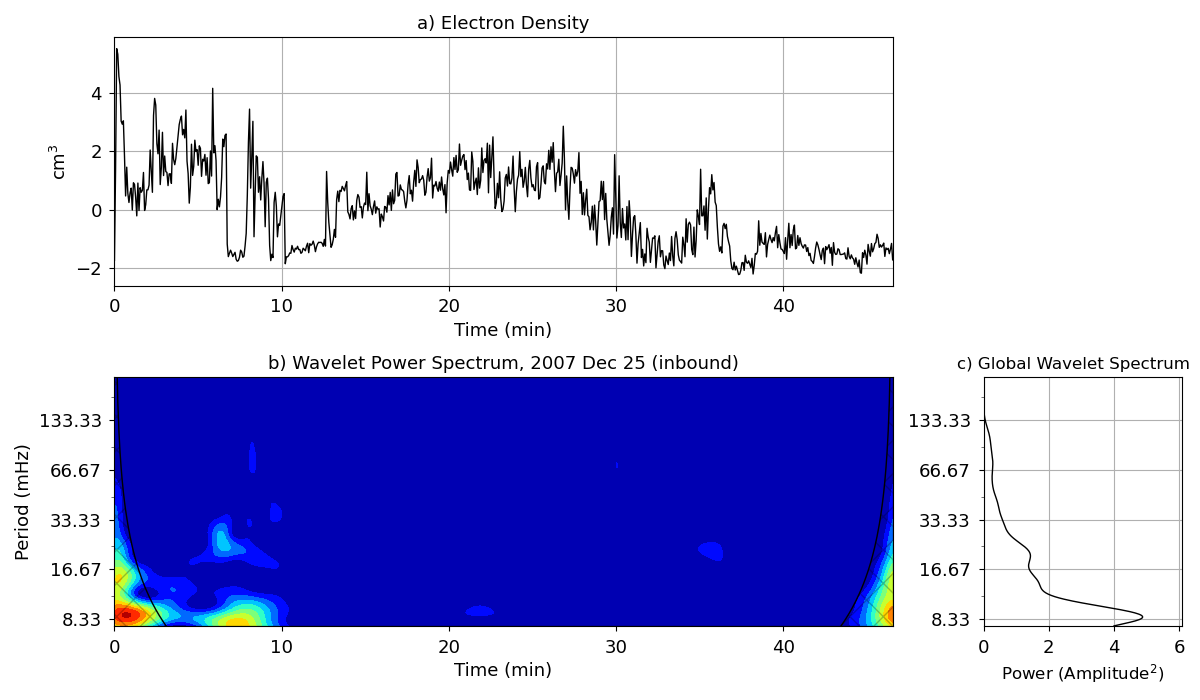 a) Electron Density
cm³
4
2
0
−2
0 10 20 30 40
Time (min)
b) Wavelet Power Spectrum, 2007 Dec 25 (inbound)
Period (mHz)
133.33
66.67
33.33
16.67
8.33
0 10 20 30 40
Time (min)
c) Global Wavelet Spectrum
133.33
66.67
33.33
16.67
8.33
0 2 4 6
Power (Amplitude²)